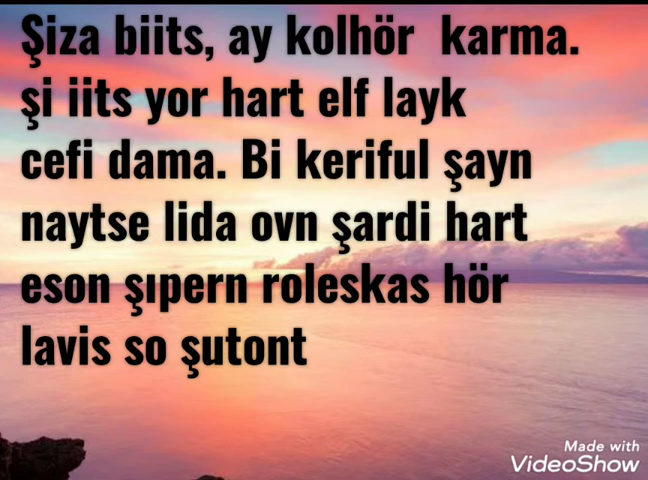 Şiza biits, ay kolhör  karma.
şi iits yor hart elf layk
cefi dama. Bi keriful şayn
naytse lida ovn şardi hart
eson şıpern roleskas hör
lavis so şutont
Made with
VideoShow